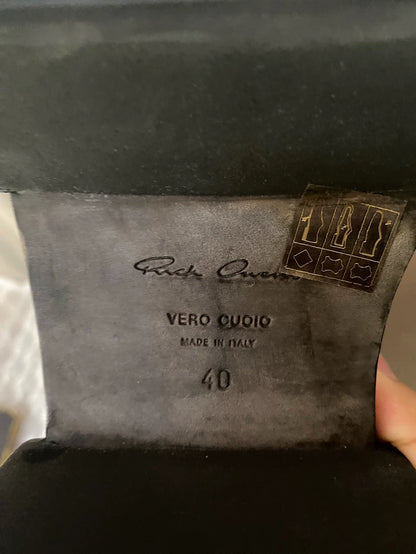 Rick Owens
VERO CUOIO
MADE IN ITALY
40